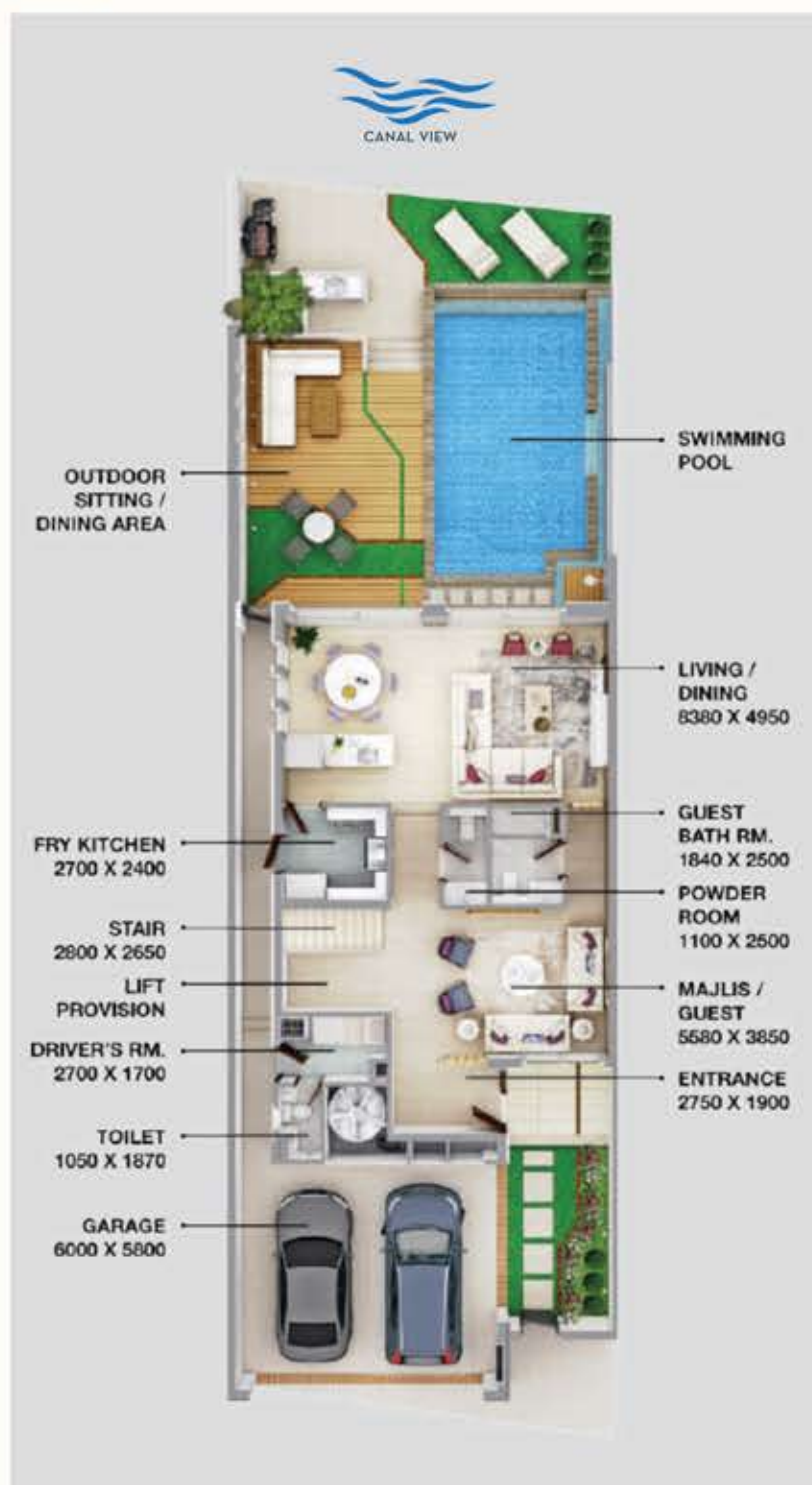 CANAL VIEW
OUTDOOR
SITTING /
DINING AREA
FRY KITCHEN
2700 X 2400
STAIR
2800 X 2650
LIFT
PROVISION
DRIVER'S RM.
2700 X 1700
TOILET
1050 X 1870
GARAGE
6000 X 5800
SWIMMING
POOL
LIVING /
DINING
8380 X 4950
GUEST
BATH RM.
1840 X 2500
POWDER
ROOM
1100 X 2500
MAJLIS /
GUEST
5580 X 3850
ENTRANCE
2750 X 1900